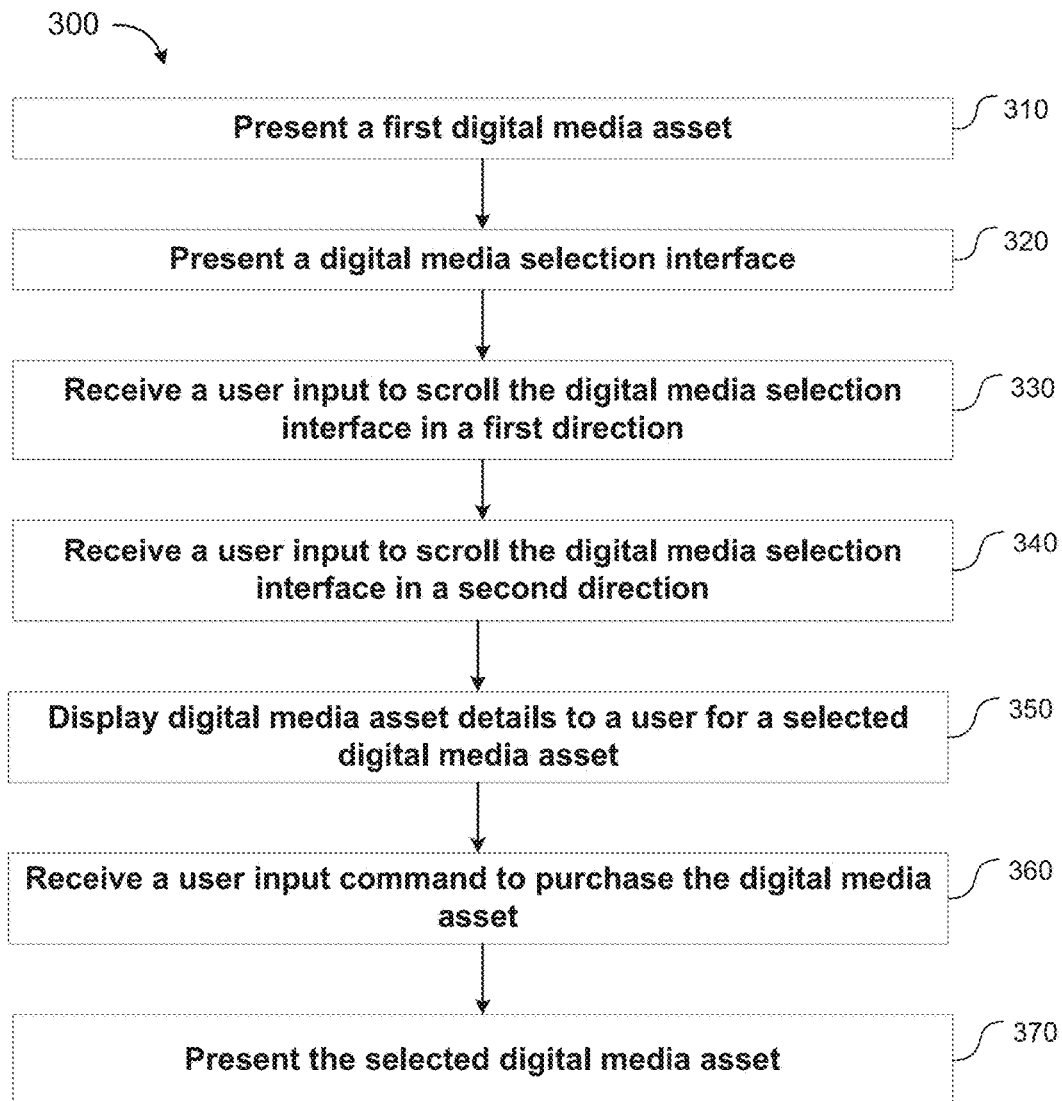 300
Present a first digital media asset
310
Present a digital media selection interface
320
Receive a user input to scroll the digital media selection
interface in a first direction
330
Receive a user input to scroll the digital media selection
interface in a second direction
340
Display digital media asset details to a user for a selected
digital media asset
350
Receive a user input command to purchase the digital media
asset
360
Present the selected digital media asset
370